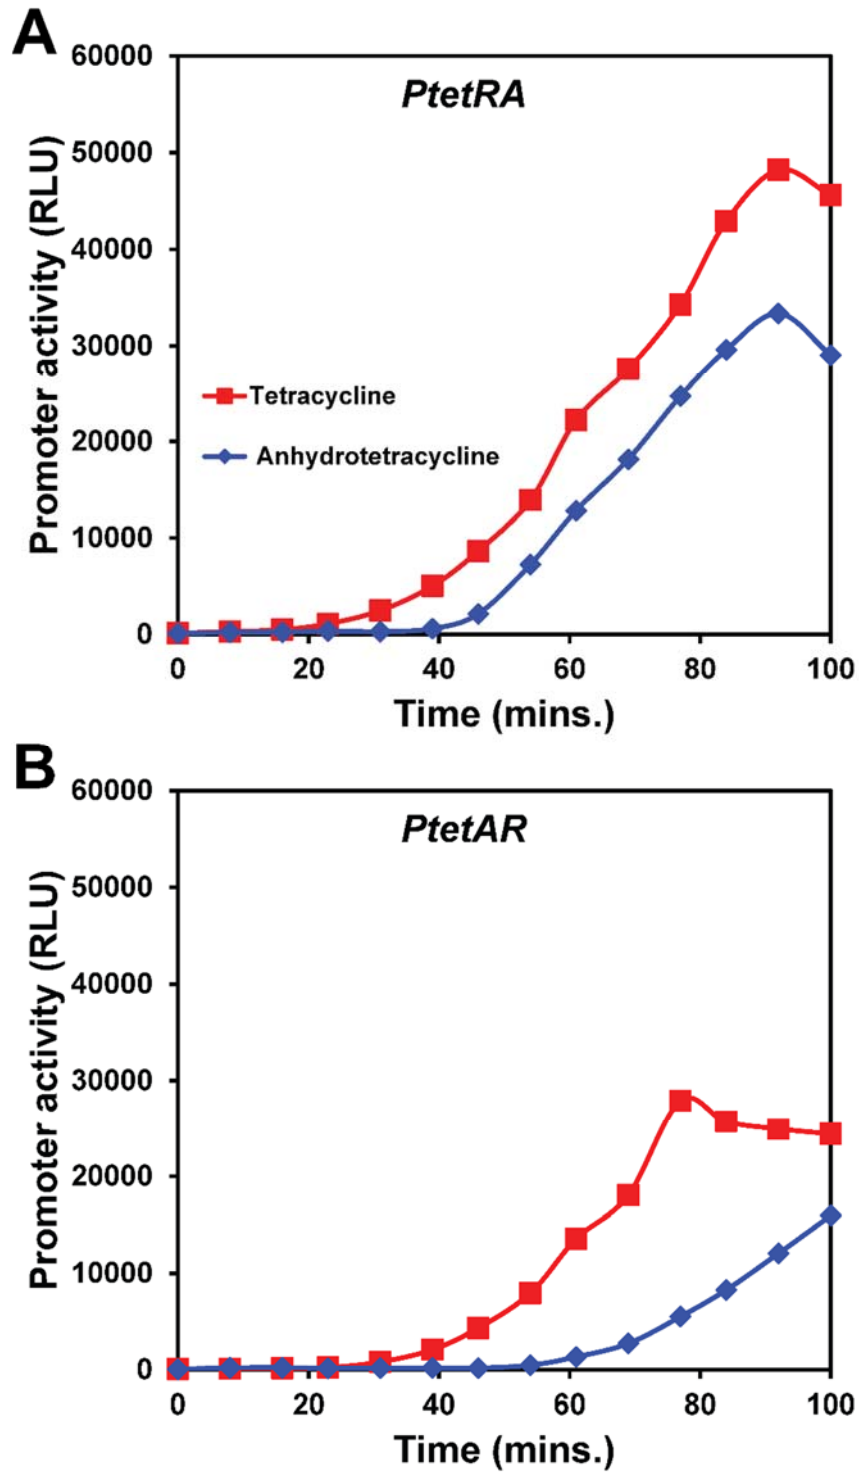 A
PtetRA
Promoter activity (RLU)
60000
50000
40000
30000
20000
10000
0
Tetracycline
Anhydrotetracycline
0 20 40 60 80 100
Time (mins.)
B
PtetAR
Promoter activity (RLU)
60000
50000
40000
30000
20000
10000
0
0 20 40 60 80 100
Time (mins.)